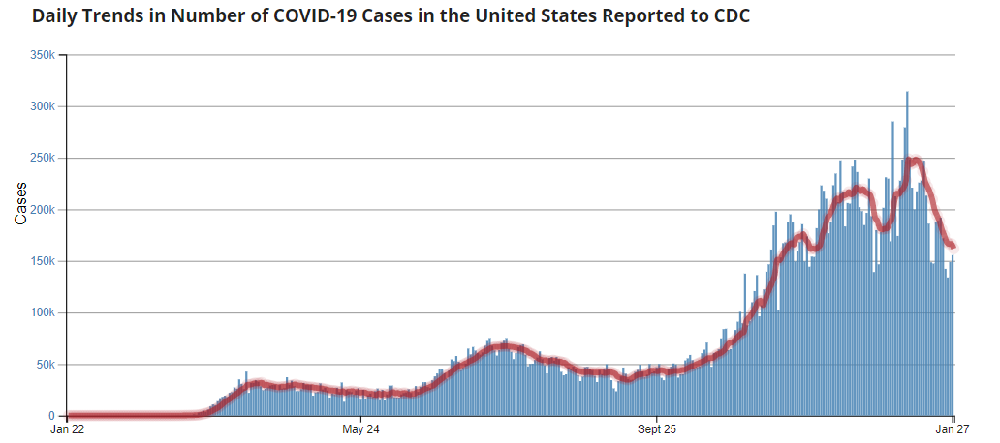 Daily Trends in Number of COVID-19 Cases in the United States Reported to CDC
350k
300k
250k
200k
150k
100k
50k
0
Cases
Jan 22
May 24
Sept 25
Jan 27